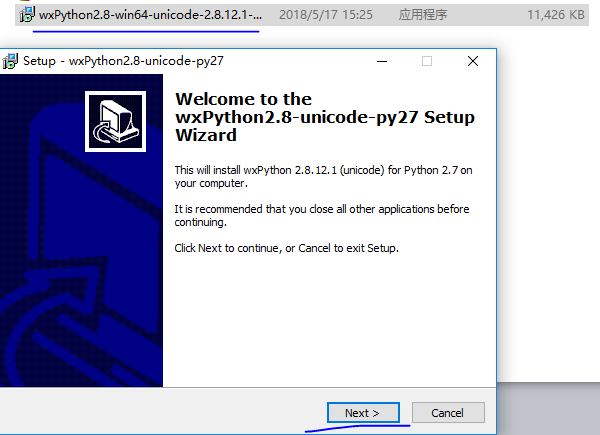 wxPython2.8-win64-unicode-2.8.12.1-... 2018/5/17 15:25 应用程序 11,426 KB
Setup - wxPython2.8-unicode-py27
Welcome to the
wxPython2.8-unicode-py27 Setup
Wizard
This will install wxPython 2.8.12.1 (unicode) for Python 2.7 on
your computer.
It is recommended that you close all other applications before
continuing.
Click Next to continue, or Cancel to exit Setup.
Next > Cancel